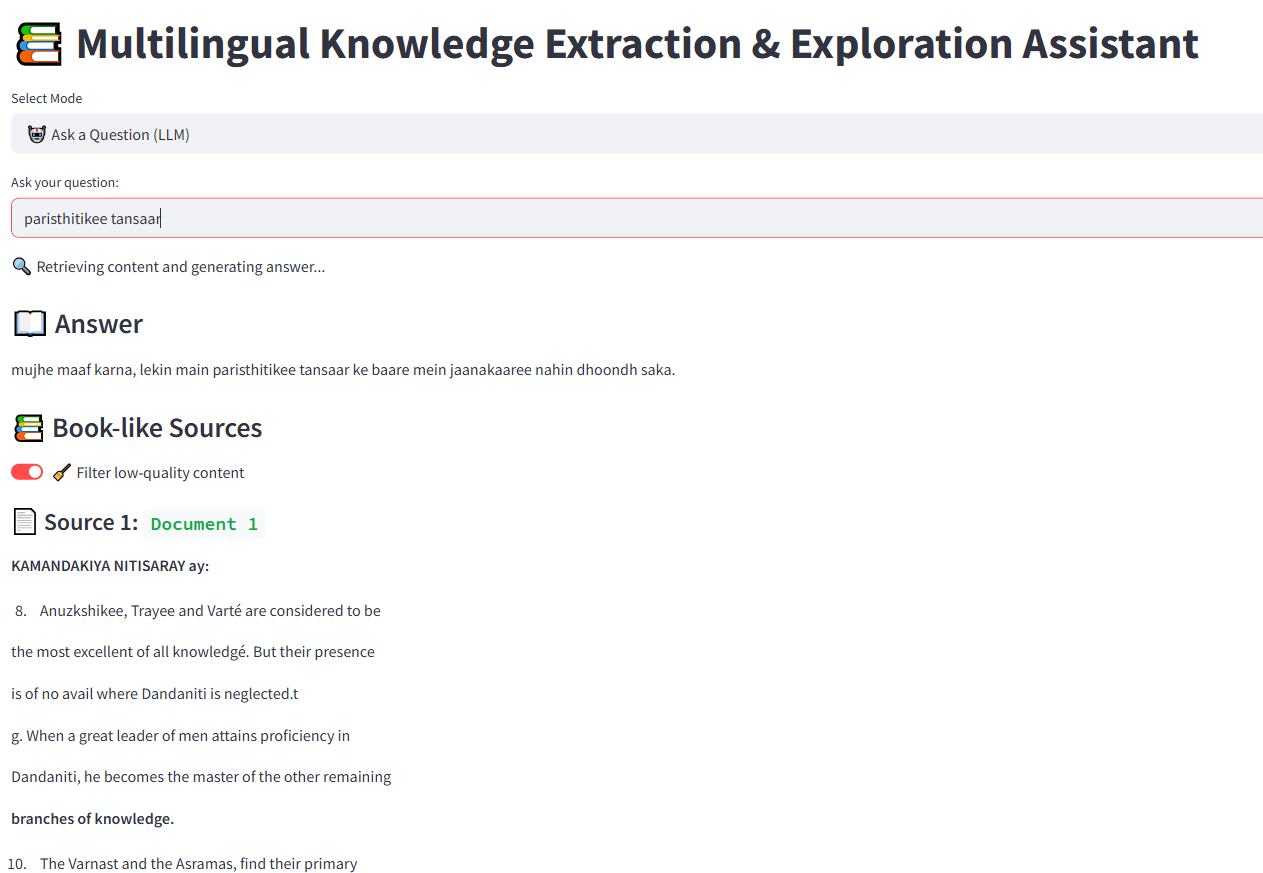 Multilingual Knowledge Extraction & Exploration Assistant
Select Mode
Ask a Question (LLM)
Ask your question:
paristhitikee tansaar
Retrieving content and generating answer...
Answer
mujhe maaf karna, lekin main paristhitikee tansaar ke baare mein jaanakaaree nahin dhoondh saka.
Book-like Sources
Filter low-quality content
Source 1: Document 1
KAMANDAKIYA NITISARAY ay:
8. Anuzkshikee, Trayee and Varté are considered to be
the most excellent of all knowledgé. But their presence
is of no avail where Dandaniti is neglected.t
g. When a great leader of men attains proficiency in
Dandaniti, he becomes the master of the other remaining
branches of knowledge.
10. The Varnast and the Asramas, find their primary